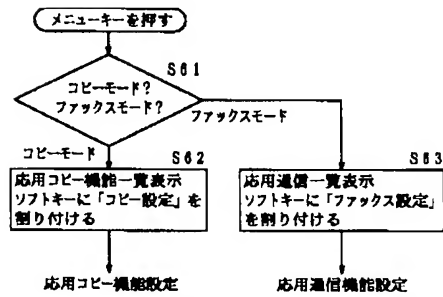 メニューキーを押す
S61
コピーモード?
ファックスモード?
ファックスモード
コピーモード
S62
S63
応用コピー機能一覧表示
ソフトキーに「コピー設定」を
割り付ける
応用通信一覧表示
ソフトキーに「ファックス設定」
を割り付ける
応用コピー機能設定
応用通信機能設定